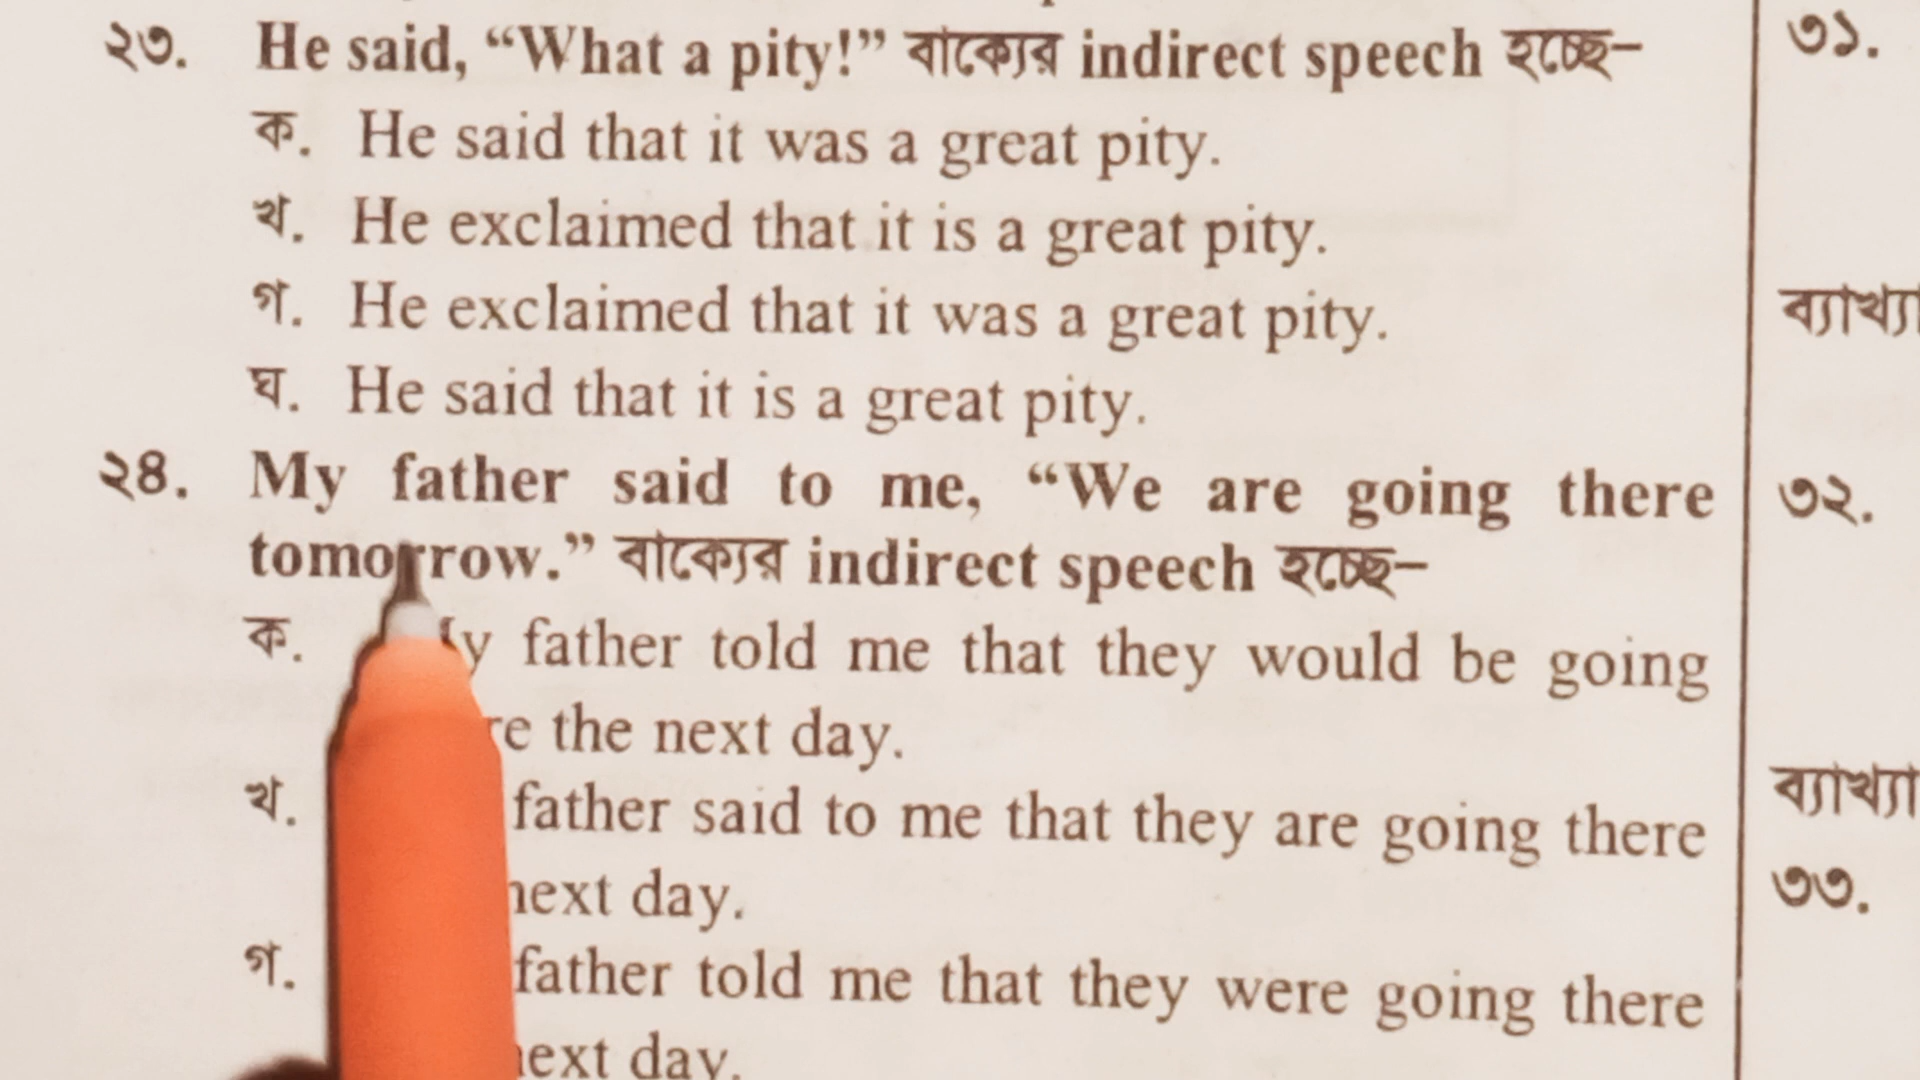 ২৩. He said, “What a pity!” বাক্যের indirect speech হচ্ছে–
ক. He said that it was a great pity.
খ. He exclaimed that it is a great pity.
গ. He exclaimed that it was a great pity.
ঘ. He said that it is a great pity.
২৪. My father said to me, “We are going there
tomorrow.” বাক্যের indirect speech হচ্ছে–
ক. father told me that they would be going
the next day.
খ. father said to me that they are going there
next day.
গ. father told me that they were going there
next day.
৩১.
ব্যাখ্যা
৩২.
ব্যাখ্যা
৩৩.